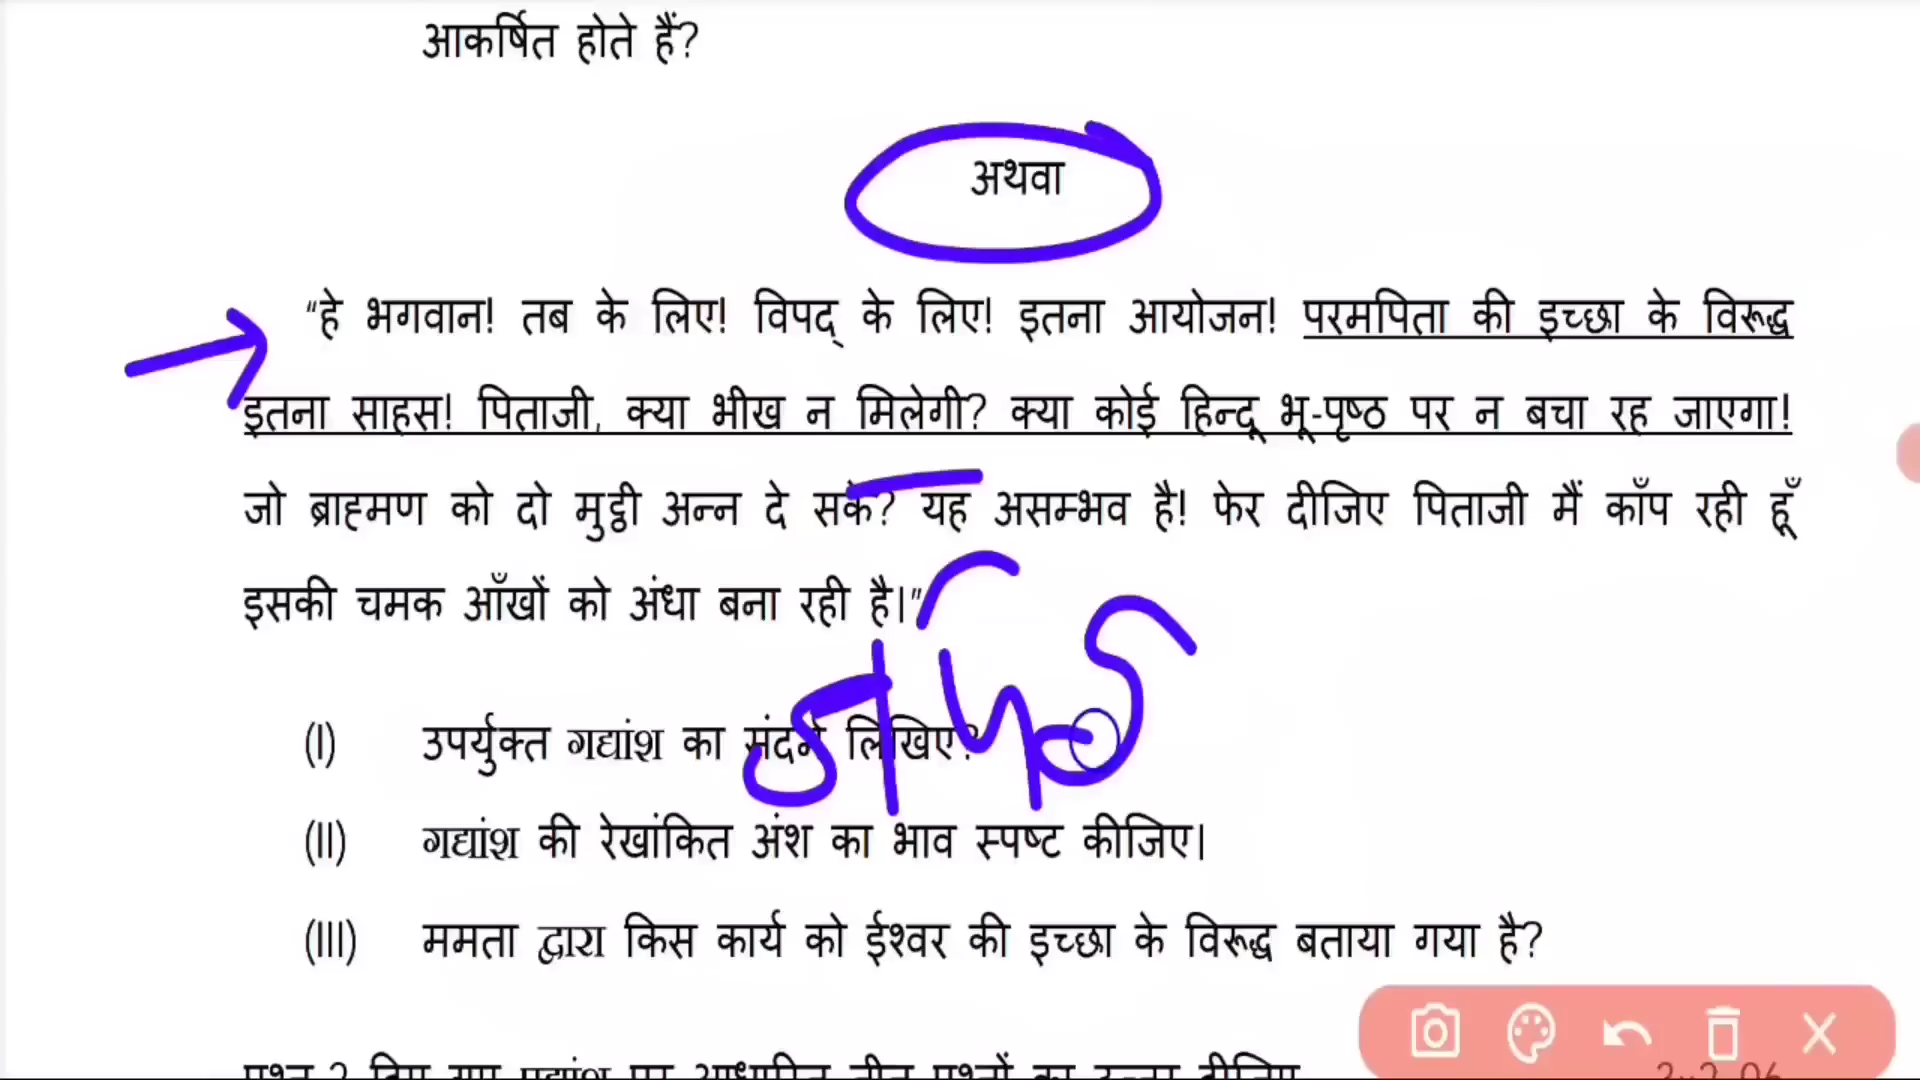 आकर्षित होते हैं?
अथवा
“हे भगवान! तब के लिए! विपद् के लिए! इतना आयोजन! परमपिता की इच्छा के विरूद्ध
इतना साहस! पिताजी, क्या भीख न मिलेगी? क्या कोई हिन्दू भू-पृष्ठ पर न बचा रह जाएगा!
जो ब्राह्मण को दो मुट्ठी अन्न दे सके? यह असम्भव है! फेर दीजिए पिताजी मैं काँप रही हूँ
इसकी चमक आँखों को अंधा बना रही है।”
(I) उपर्युक्त गद्यांश का संदर्भ लिखिए?
(II) गद्यांश की रेखांकित अंश का भाव स्पष्ट कीजिए।
(III) ममता द्वारा किस कार्य को ईश्वर की इच्छा के विरूद्ध बताया गया है?